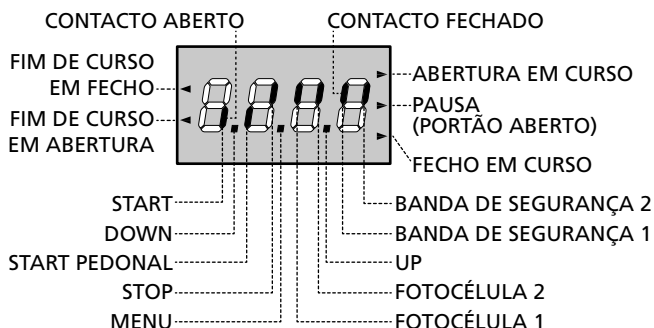 CONTACTO ABERTO
CONTACTO FECHADO
FIM DE CURSO
EM FECHO
FIM DE CURSO
EM ABERTURA
ABERTURA EM CURSO
PAUSA
(PORTÃO ABERTO)
FECHO EM CURSO
START
DOWN
START PEDONAL
STOP
MENU
BANDA DE SEGURANÇA 2
BANDA DE SEGURANÇA 1
UP
FOTOCÉLULA 2
FOTOCÉLULA 1